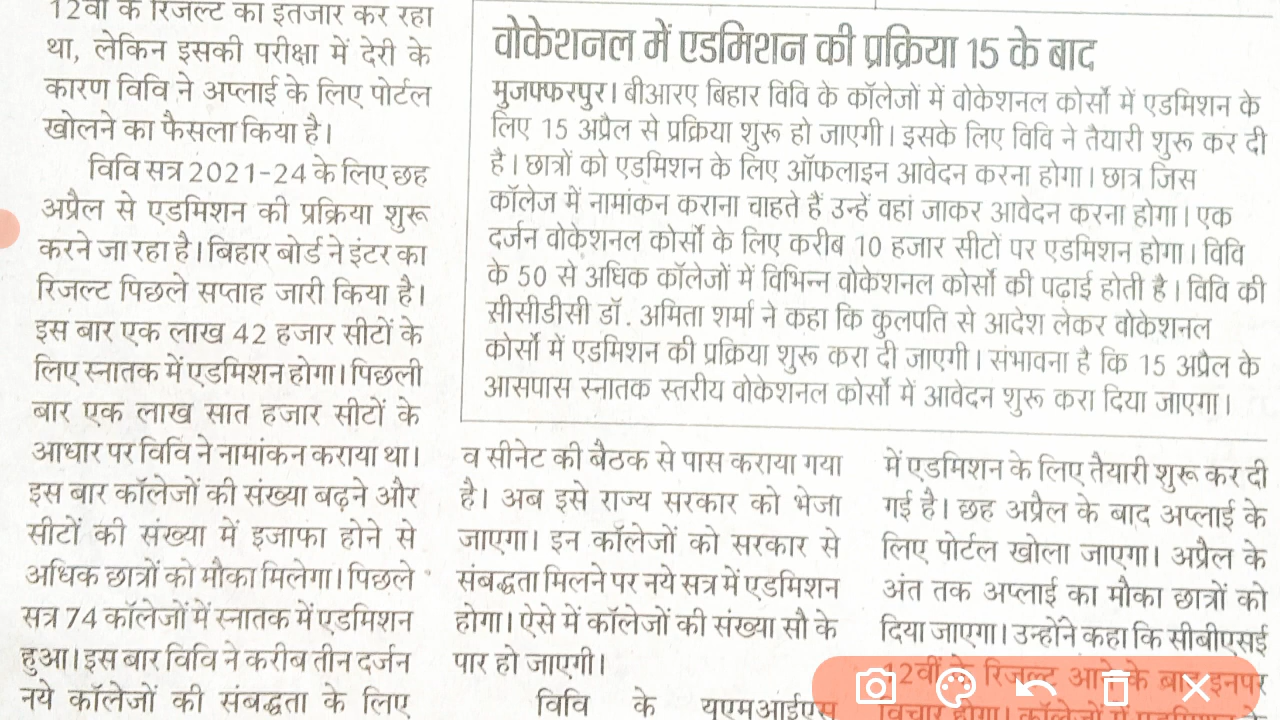 12वीं के रिजल्ट का इंतजार कर रहा
था, लेकिन इसकी परीक्षा में देरी के
कारण विवि ने अप्लाई के लिए पोर्टल
खोलने का फैसला किया है।
विवि सत्र 2021-24 के लिए छह
अप्रैल से एडमिशन की प्रक्रिया शुरू
करने जा रहा है। बिहार बोर्ड ने इंटर का
रिजल्ट पिछले सप्ताह जारी किया है।
इस बार एक लाख 42 हजार सीटों के
लिए स्नातक में एडमिशन होगा। पिछली
बार एक लाख सात हजार सीटों के
आधार पर विवि ने नामांकन कराया था।
इस बार कॉलेजों की संख्या बढ़ने और
सीटों की संख्या में इजाफा होने से
अधिक छात्रों को मौका मिलेगा। पिछले
सत्र 74 कॉलेजों में स्नातक में एडमिशन
हुआ। इस बार विवि ने करीब तीन दर्जन
नये कॉलेजों की संबद्धता के लिए
वोकेशनल में एडमिशन की प्रक्रिया 15 के बाद
मुजफ्फरपुर। बीआरए बिहार विवि के कॉलेजों में वोकेशनल कोर्सों में एडमिशन के
लिए 15 अप्रैल से प्रक्रिया शुरू हो जाएगी। इसके लिए विवि ने तैयारी शुरू कर दी
है। छात्रों को एडमिशन के लिए ऑफलाइन आवेदन करना होगा। छात्र जिस
कॉलेज में नामांकन कराना चाहते हैं उन्हें वहां जाकर आवेदन करना होगा। एक
दर्जन वोकेशनल कोर्सों के लिए करीब 10 हजार सीटों पर एडमिशन होगा। विवि
के 50 से अधिक कॉलेजों में विभिन्न वोकेशनल कोर्सों की पढ़ाई होती है। विवि की
सीसीडीसी डॉ. अमिता शर्मा ने कहा कि कुलपति से आदेश लेकर वोकेशनल
कोर्सों में एडमिशन की प्रक्रिया शुरू करा दी जाएगी। संभावना है कि 15 अप्रैल के
आसपास स्नातक स्तरीय वोकेशनल कोर्सों में आवेदन शुरू करा दिया जाएगा।
व सीनेट की बैठक से पास कराया गया
है। अब इसे राज्य सरकार को भेजा
जाएगा। इन कॉलेजों को सरकार से
संबद्धता मिलने पर नये सत्र में एडमिशन
होगा। ऐसे में कॉलेजों की संख्या सौ के
पार हो जाएगी।
विवि के यूएमआईएस
में एडमिशन के लिए तैयारी शुरू कर दी
गई है। छह अप्रैल के बाद अप्लाई के
लिए पोर्टल खोला जाएगा। अप्रैल के
अंत तक अप्लाई का मौका छात्रों को
दिया जाएगा। उन्होंने कहा कि सीबीएसई
12वीं के रिजल्ट आने के बाद इनपर
विचार होगा। कॉलेजों में